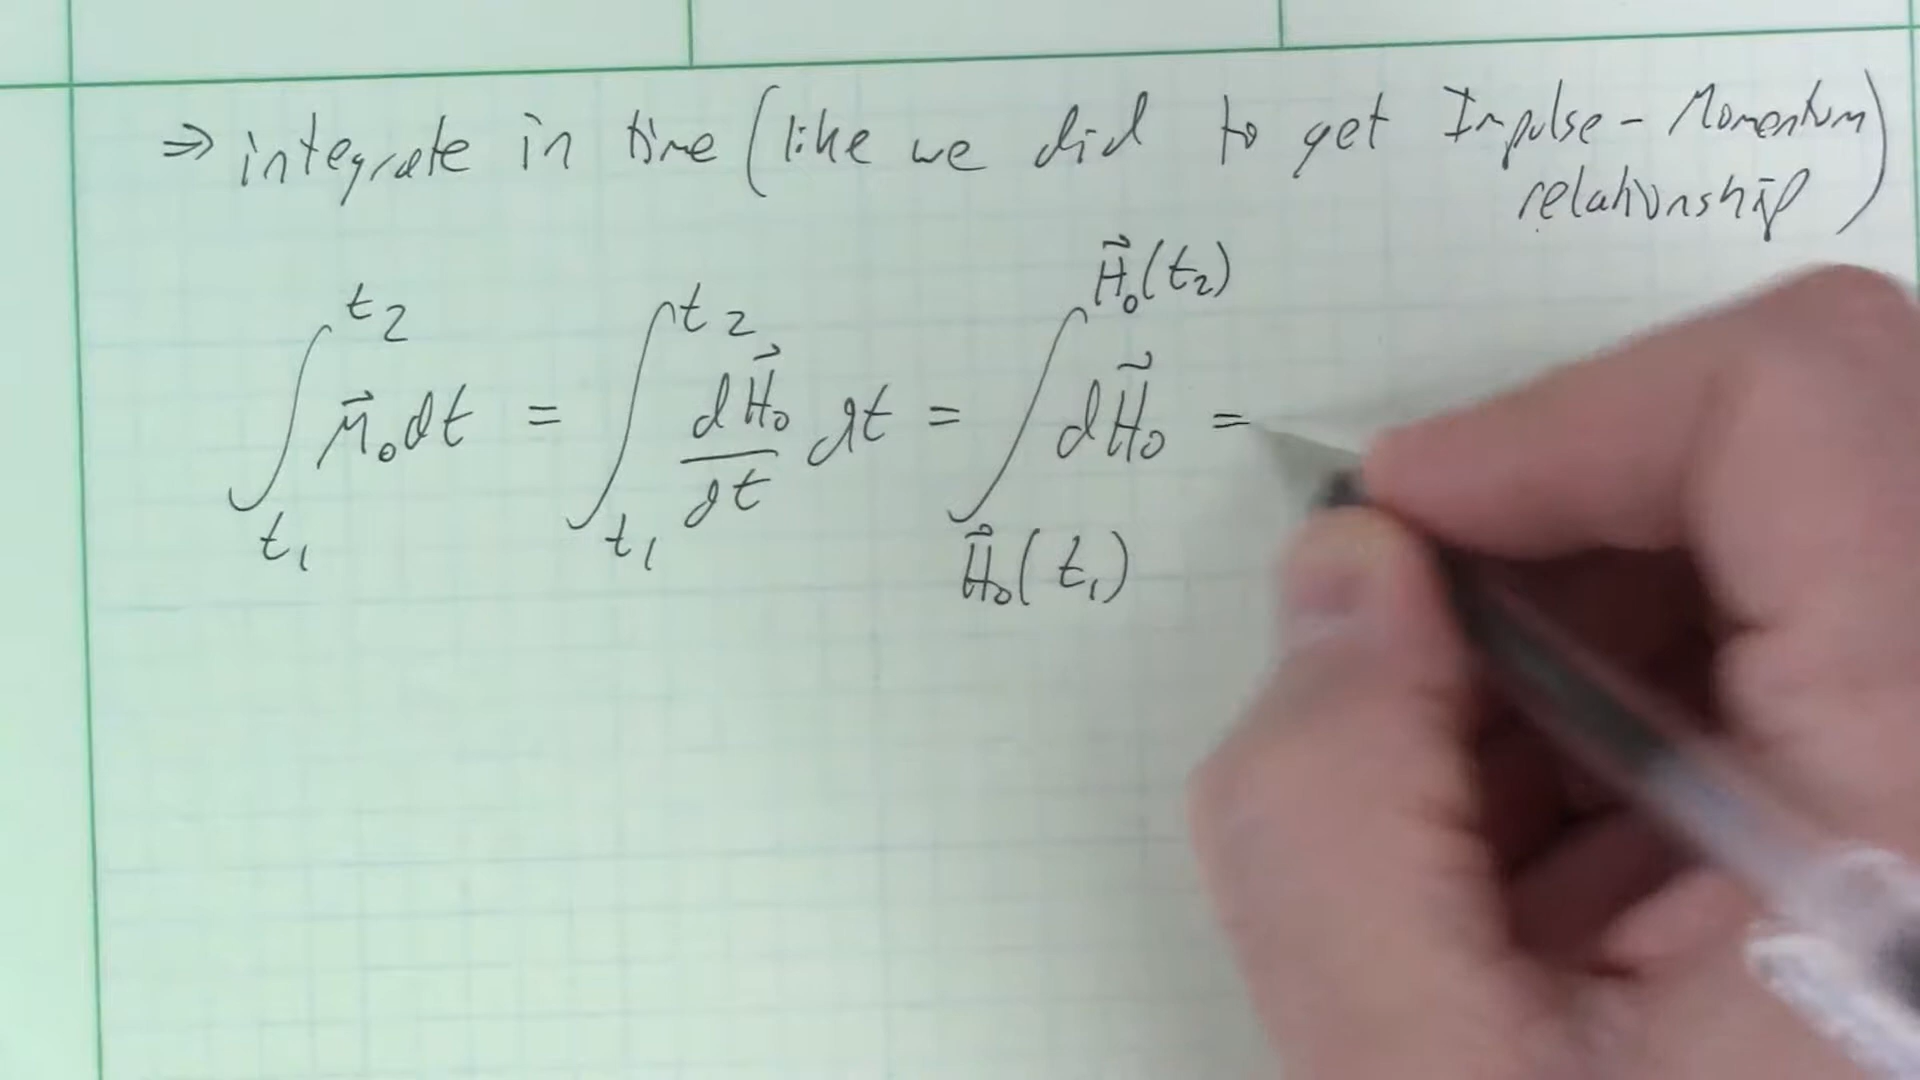 ⇒ integrate in time (like we did to get Impulse - Momentum
relationship)
∫_{t₁}^{t₂} M⃗₀ dt = ∫_{t₁}^{t₂} dH⃗₀/dt dt = ∫_{H⃗₀(t₁)}^{H⃗₀(t₂)} dH⃗₀ =